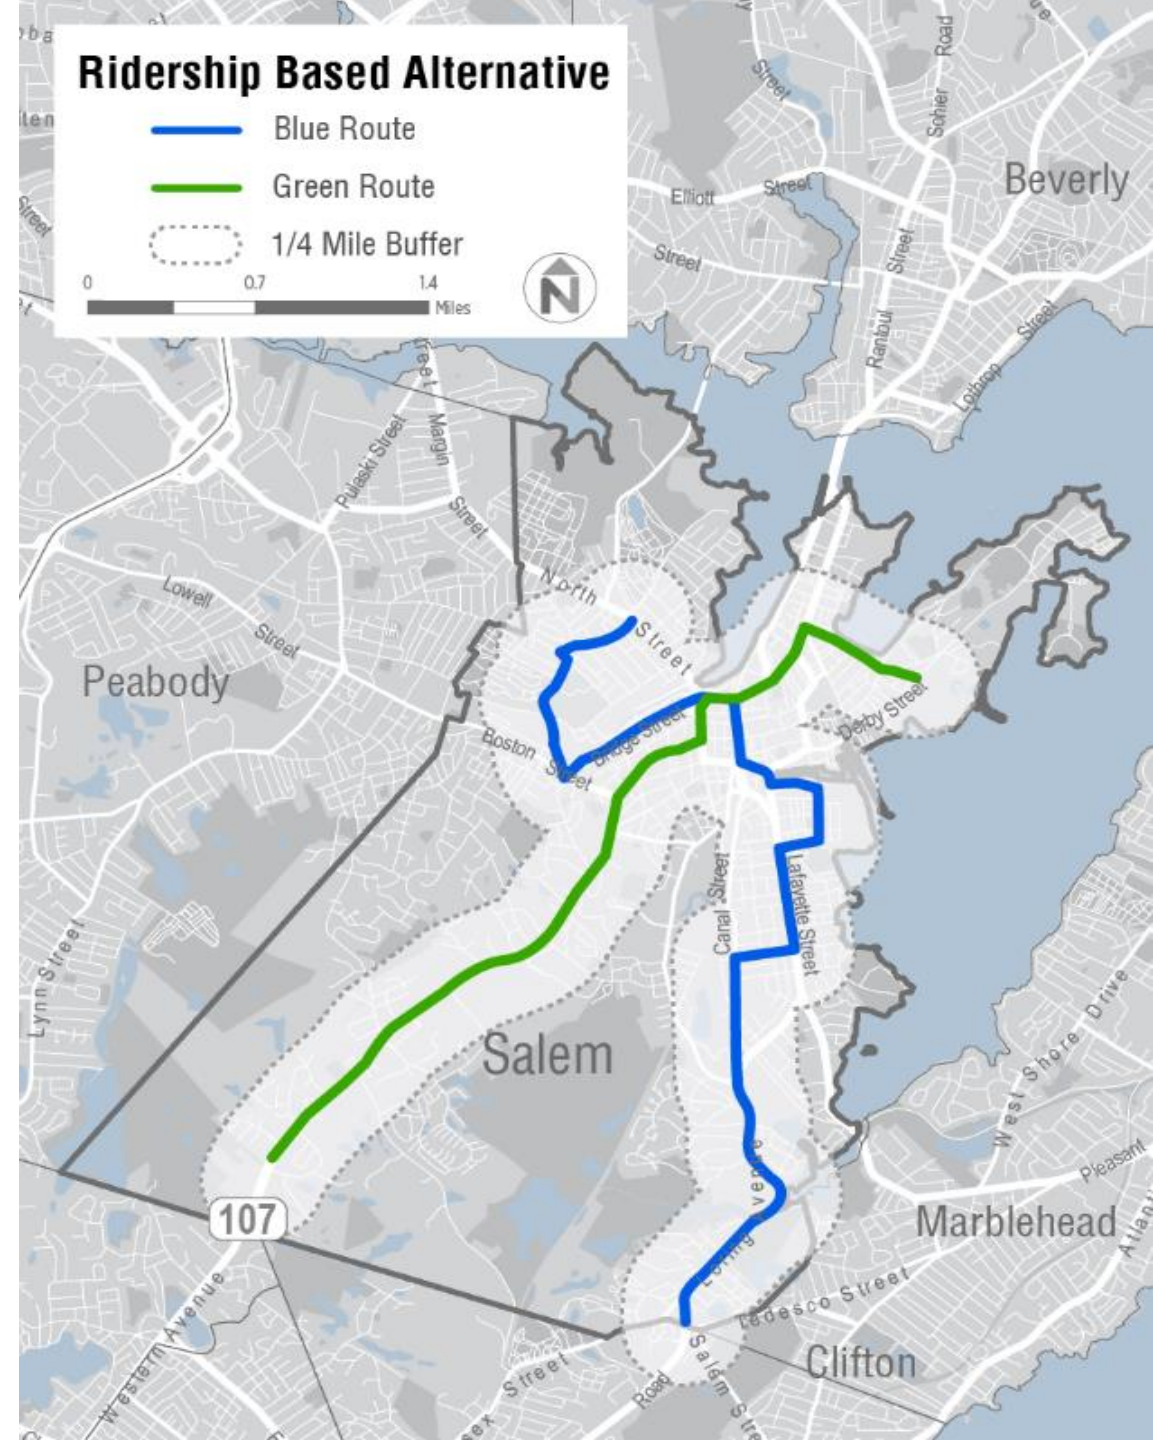 Ridership Based Alternative
Blue Route
Green Route
1/4 Mile Buffer
0 0.7 1.4
Miles
N
Street
Sohier Road
Beverly
Elliott Street
Street
Street
Rantoul Street
Lothrop Street
Margin
Street
Pulaski Street
Lowell Street
North Street
Peabody
Boston Street
Bridge Street
Derby Street
Canal Street
Lafayette Street
Lynn Street
Salem
West Shore Drive
Pleasant
107
Marblehead
Loring
Tedesco Street
Western Avenue
Clifton
Salem
Street
Road